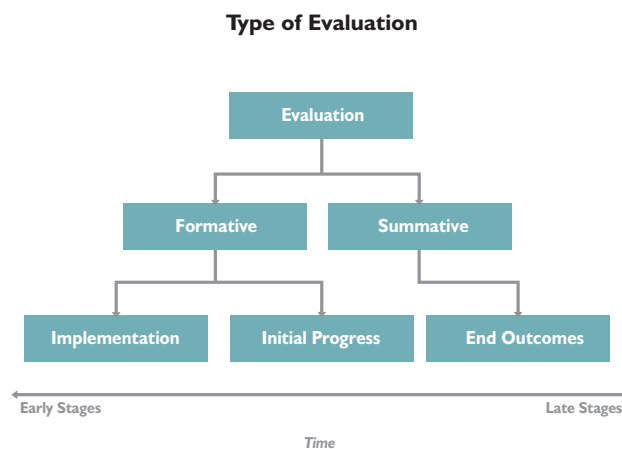 Type of Evaluation
Evaluation
Formative
Summative
Implementation
Initial Progress
End Outcomes
Early Stages
Late Stages
Time